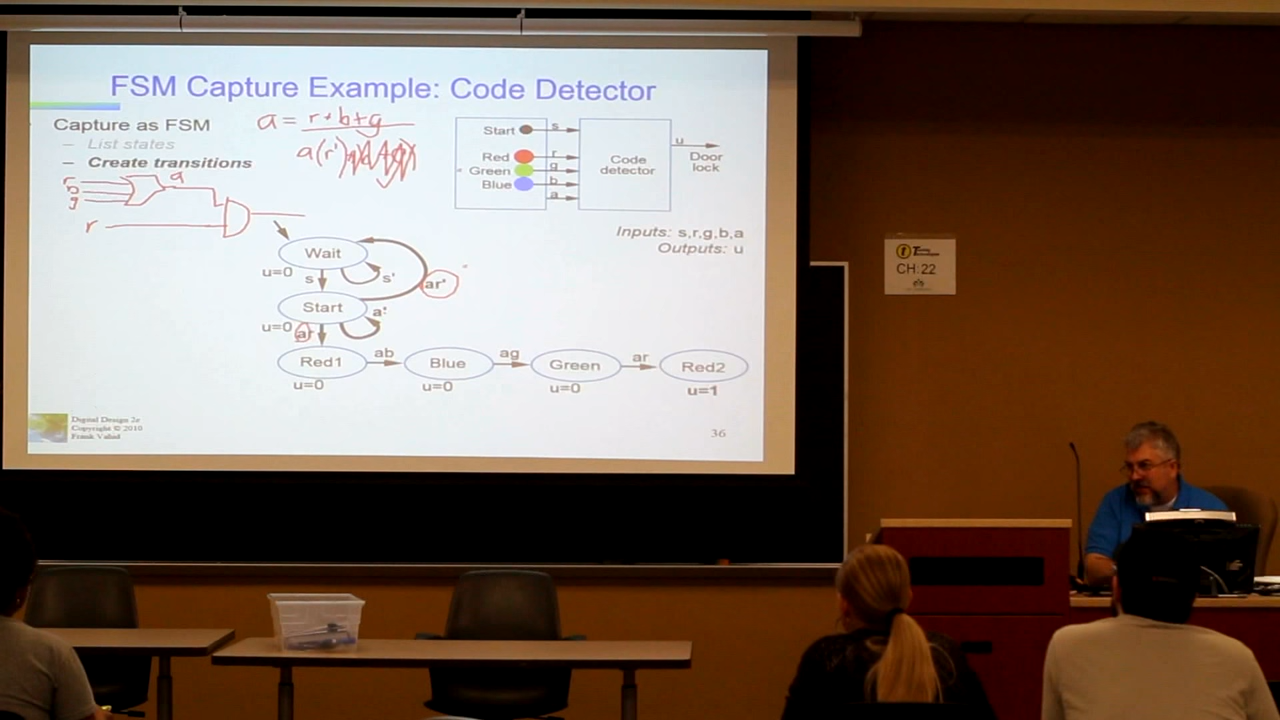 FSM Capture Example: Code Detector
Capture as FSM
– List states
– Create transitions
a = r+b+g
a(r')
r
b
g
a
r
Start
s
Red
r
Green
g
Blue
b
a
Code detector
u
Door lock
Inputs: s,r,g,b,a
Outputs: u
Wait
u=0
s
s'
ar'
Start
u=0
ar
a'
Red1
ab
Blue
ag
Green
ar
Red2
u=0
u=0
u=0
u=1
Digital Design 2e
Copyright © 2010
Frank Vahid
36
CH: 22